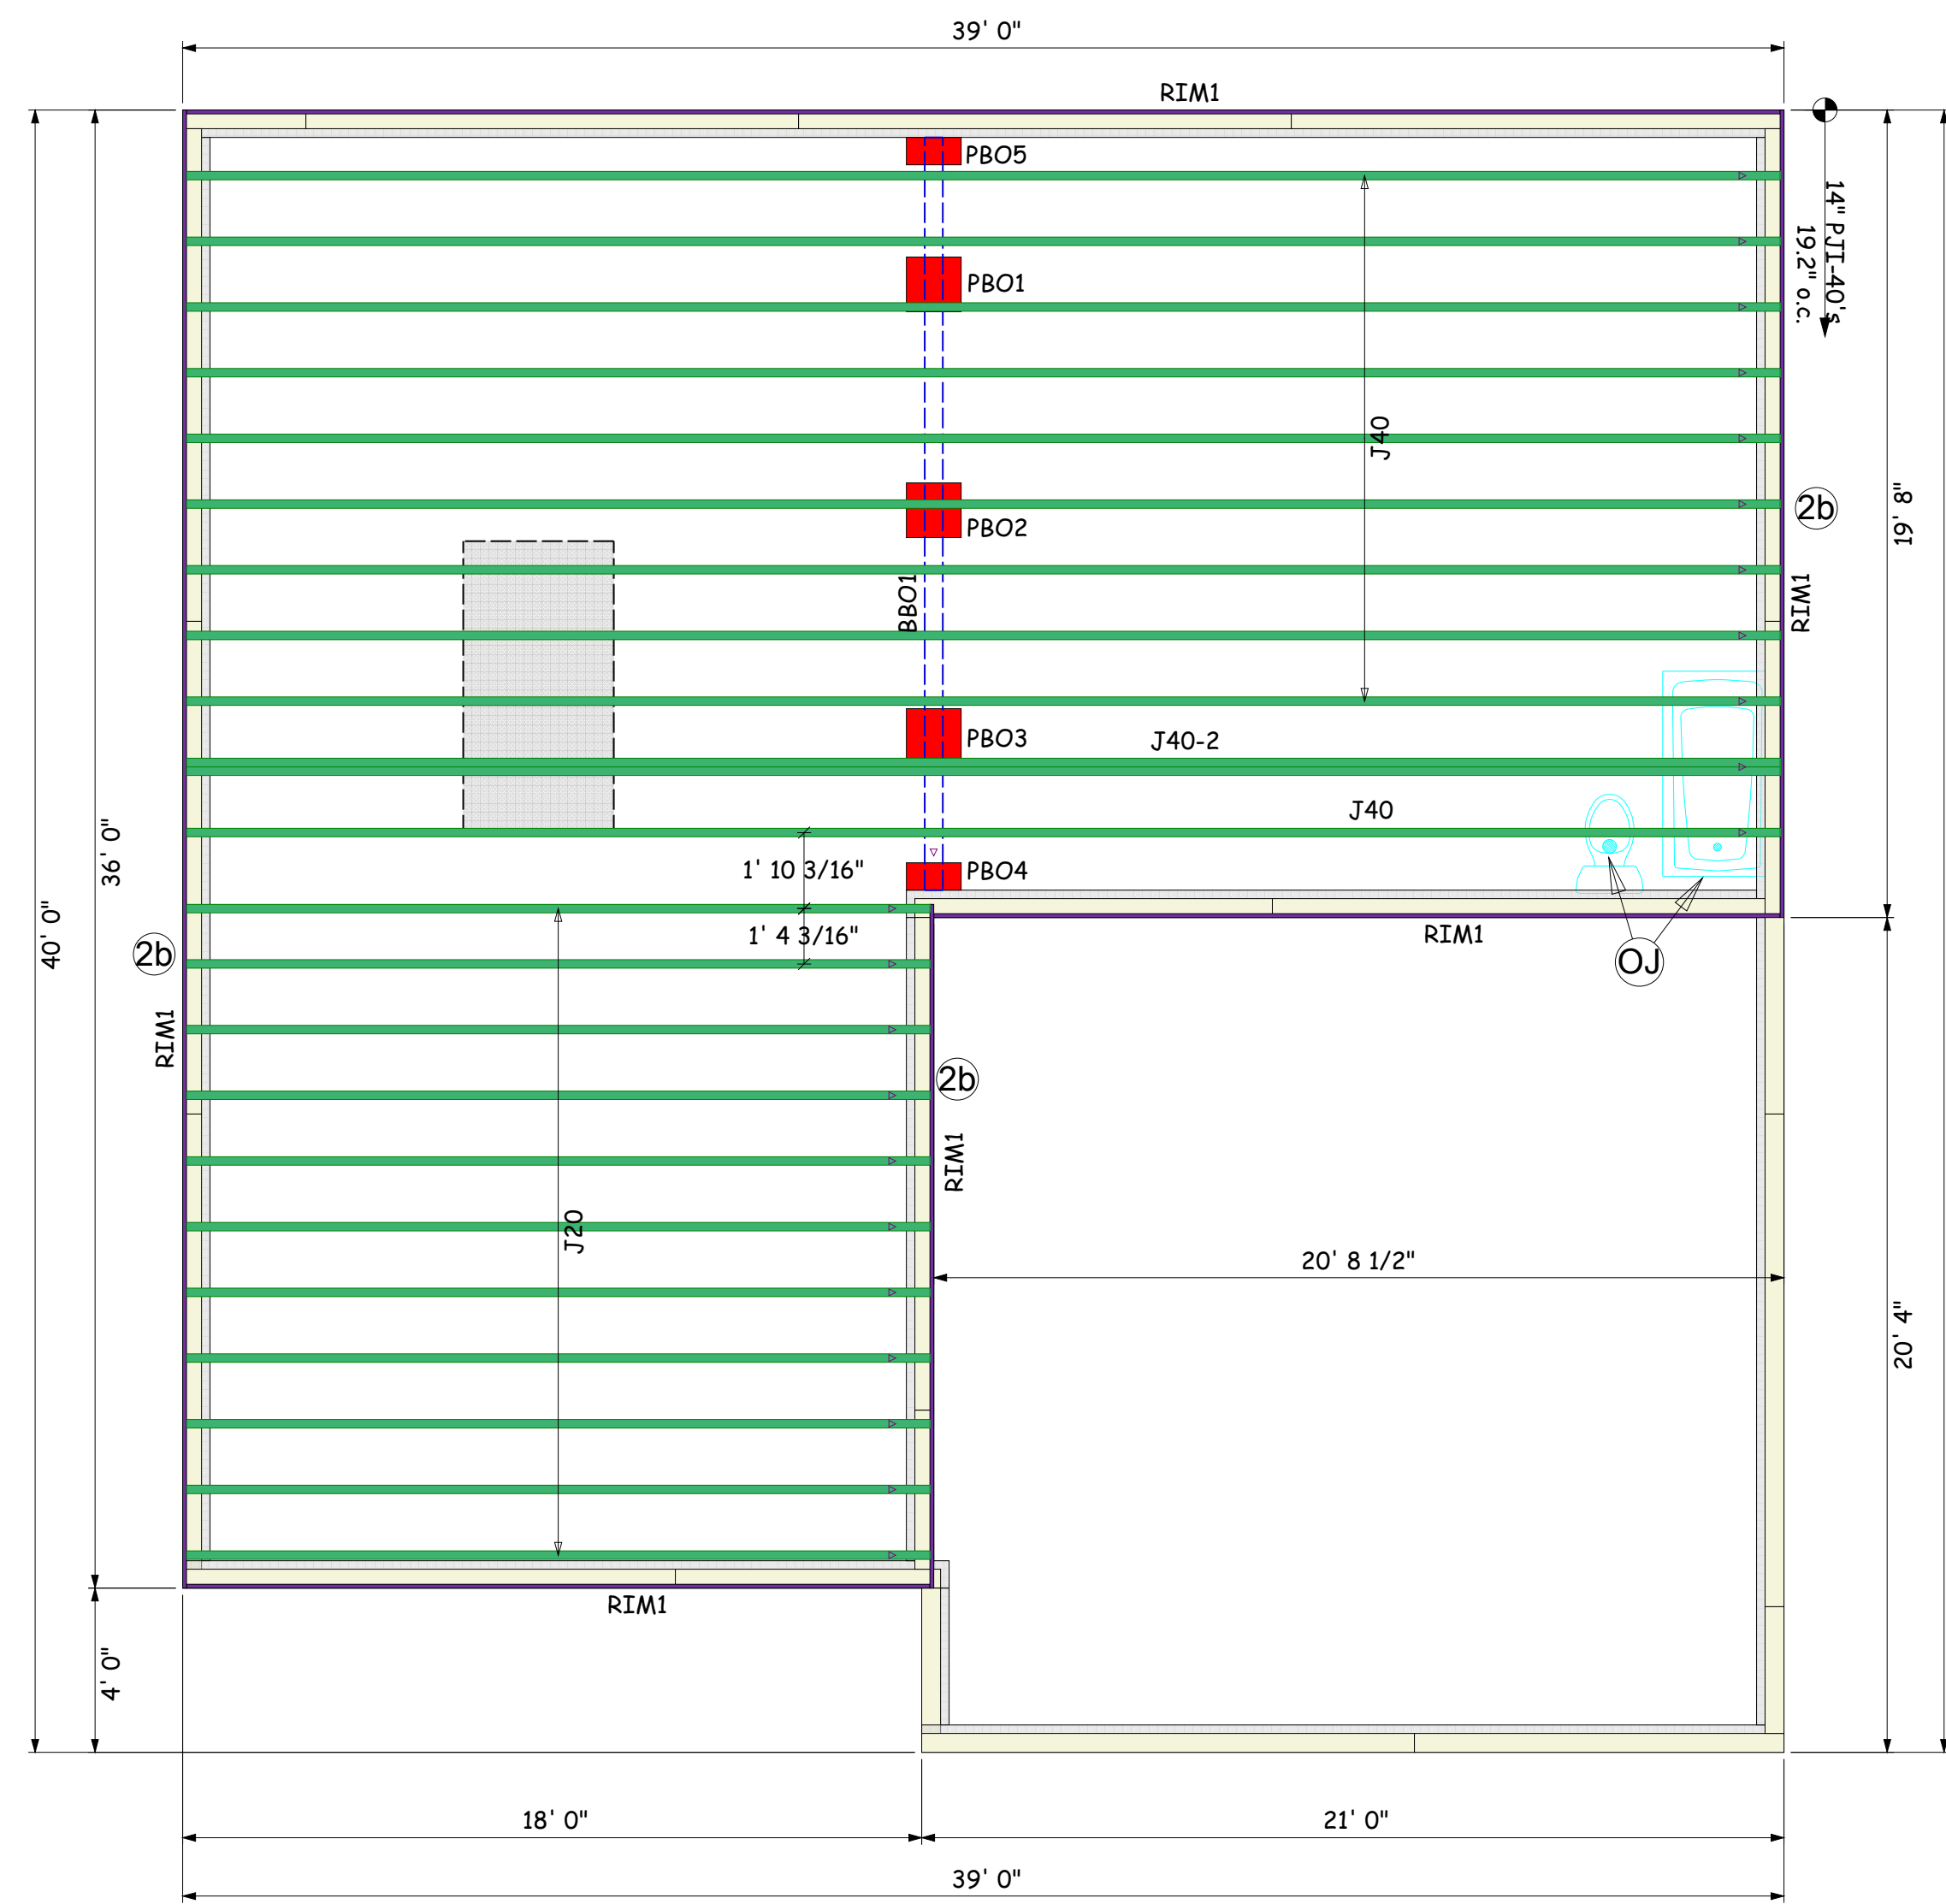 39' 0"
RIM1
PBO5
PBO1
14" PJI-40's
19.2" o.c.
J40
2b
19' 8"
PBO2
BBO1
RIM1
PBO3
J40-2
J40
36' 0"
40' 0"
1' 10 3/16"
PBO4
1' 4 3/16"
RIM1
2b
OJ
RIM1
2b
RIM1
J20
20' 8 1/2"
20' 4"
RIM1
4' 0"
18' 0"
21' 0"
39' 0"